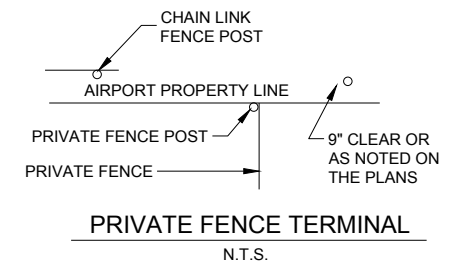 CHAIN LINK
FENCE POST
AIRPORT PROPERTY LINE
PRIVATE FENCE POST
9" CLEAR OR
AS NOTED ON
THE PLANS
PRIVATE FENCE
PRIVATE FENCE TERMINAL
N.T.S.